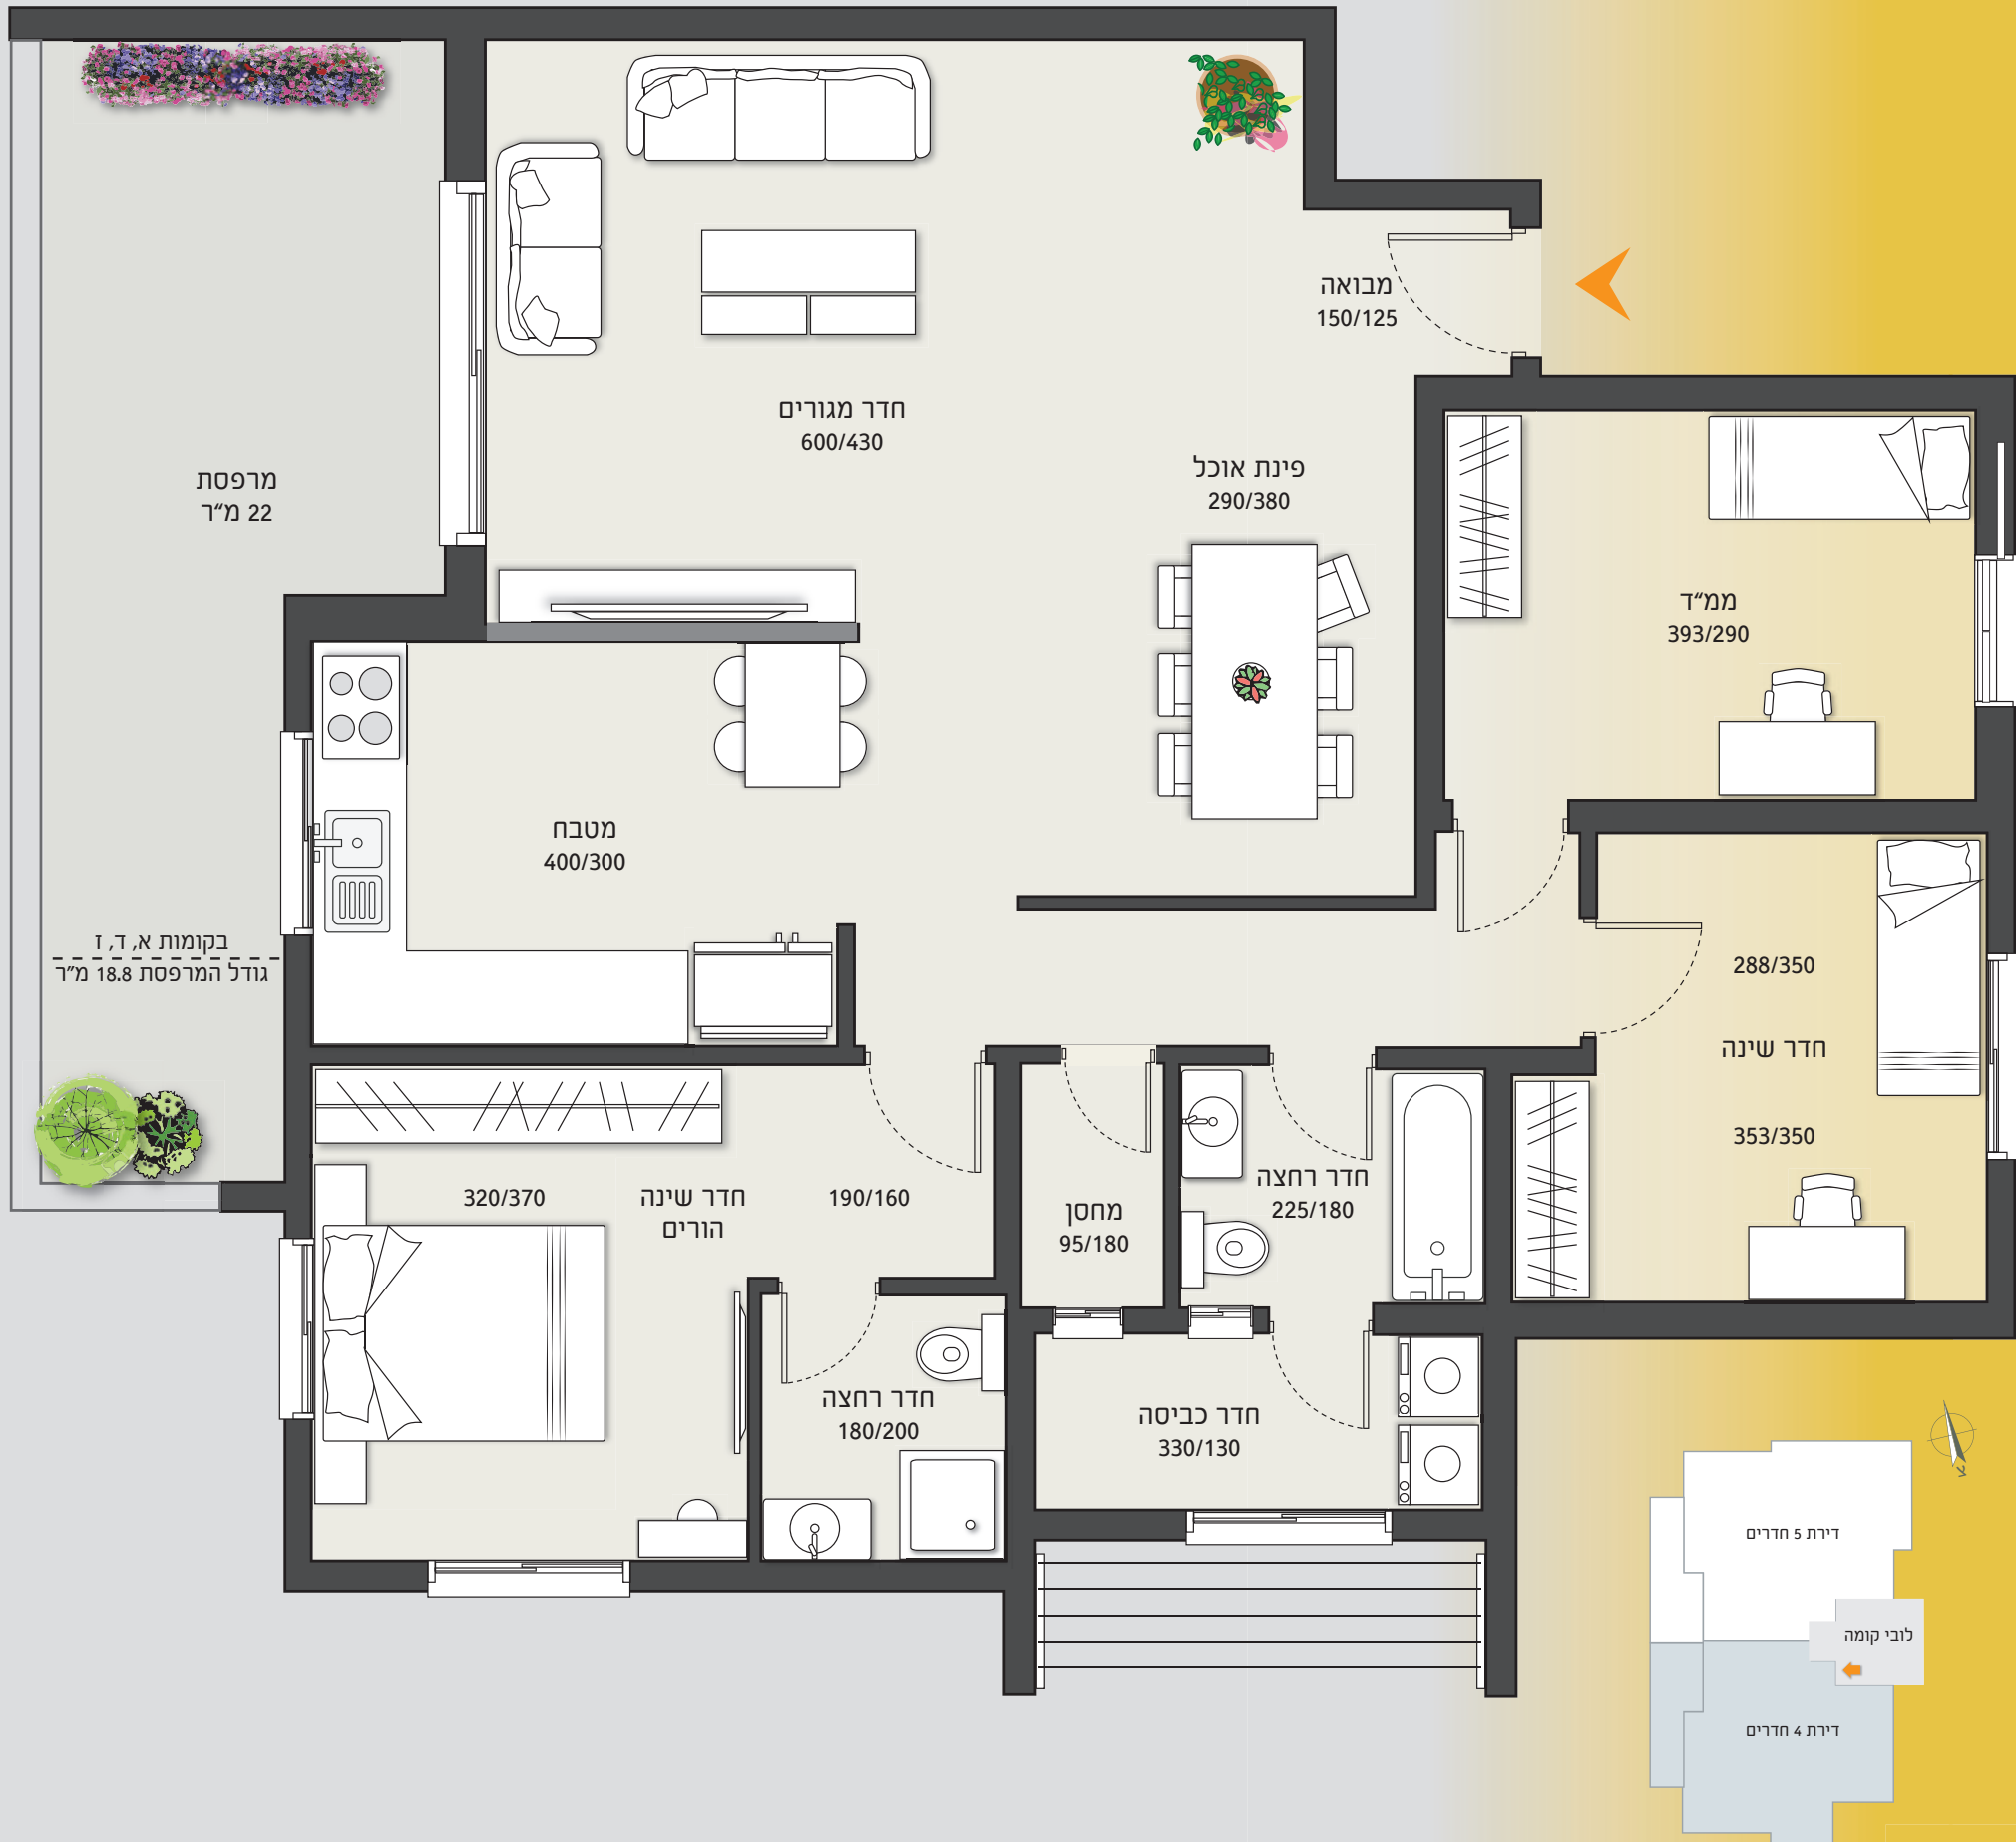 מבואה
150/125
חדר מגורים
600/430
פינת אוכל
290/380
מרפסת
22 מ"ר
ממ"ד
393/290
מטבח
400/300
בקומות א, ד, ז
גודל המרפסת 18.8 מ"ר
288/350
חדר שינה
353/350
חדר שינה
הורים
320/370
190/160
מחסן
95/180
חדר רחצה
225/180
חדר רחצה
180/200
חדר כביסה
330/130
דירת 5 חדרים
לובי קומה
דירת 4 חדרים